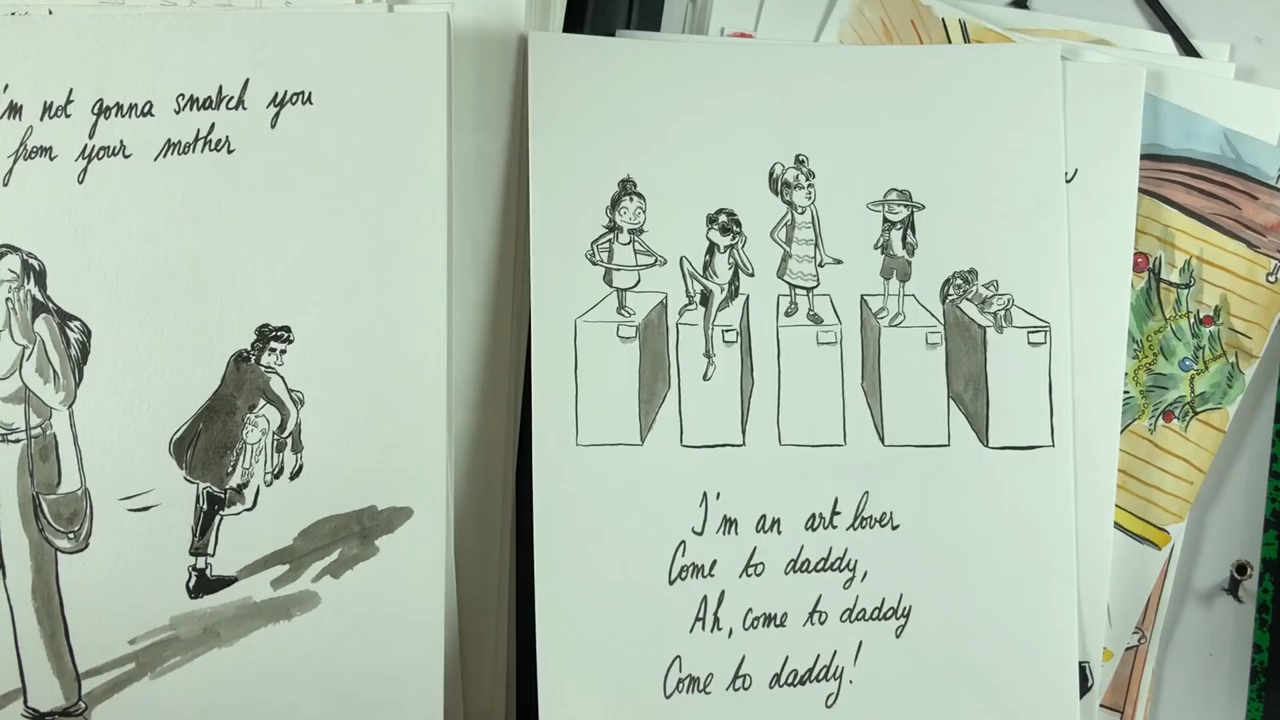 'm not gonna snatch you
from your mother
I'm an art lover
Come to daddy,
Ah, come to daddy
Come to daddy!